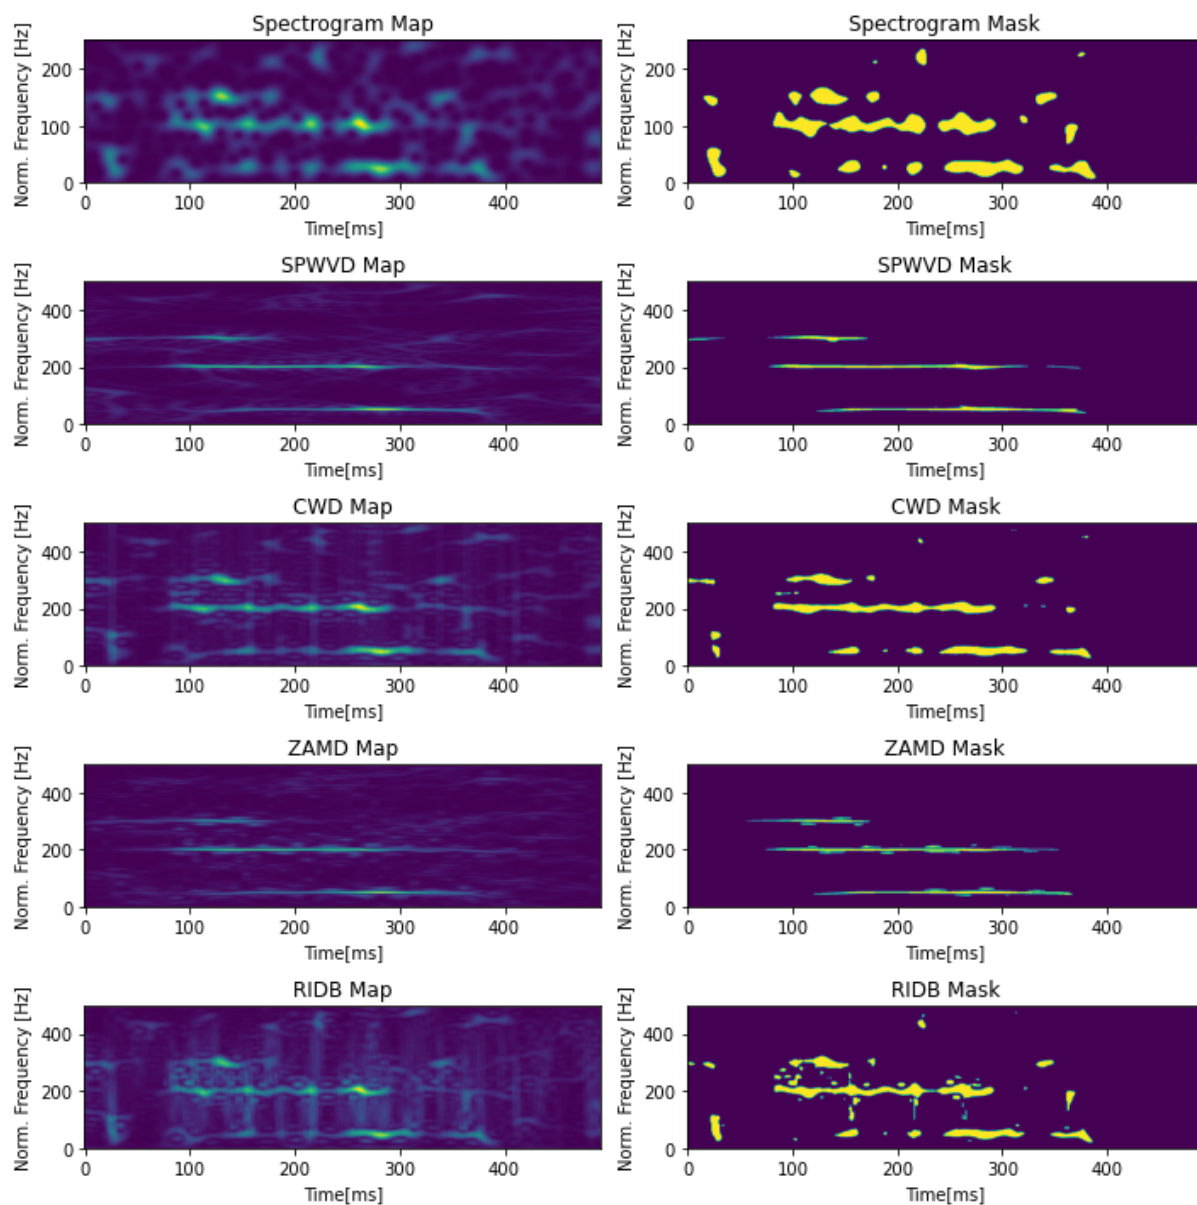 Spectrogram Map
Spectrogram Mask
Norm. Frequency [Hz]
200
100
0
0 100 200 300 400
Time[ms]
Norm. Frequency [Hz]
200
100
0
0 100 200 300 400
Time[ms]
SPWVD Map
SPWVD Mask
Norm. Frequency [Hz]
400
200
0
0 100 200 300 400
Time[ms]
Norm. Frequency [Hz]
400
200
0
0 100 200 300 400
Time[ms]
CWD Map
CWD Mask
Norm. Frequency [Hz]
400
200
0
0 100 200 300 400
Time[ms]
Norm. Frequency [Hz]
400
200
0
0 100 200 300 400
Time[ms]
ZAMD Map
ZAMD Mask
Norm. Frequency [Hz]
400
200
0
0 100 200 300 400
Time[ms]
Norm. Frequency [Hz]
400
200
0
0 100 200 300 400
Time[ms]
RIDB Map
RIDB Mask
Norm. Frequency [Hz]
400
200
0
0 100 200 300 400
Time[ms]
Norm. Frequency [Hz]
400
200
0
0 100 200 300 400
Time[ms]